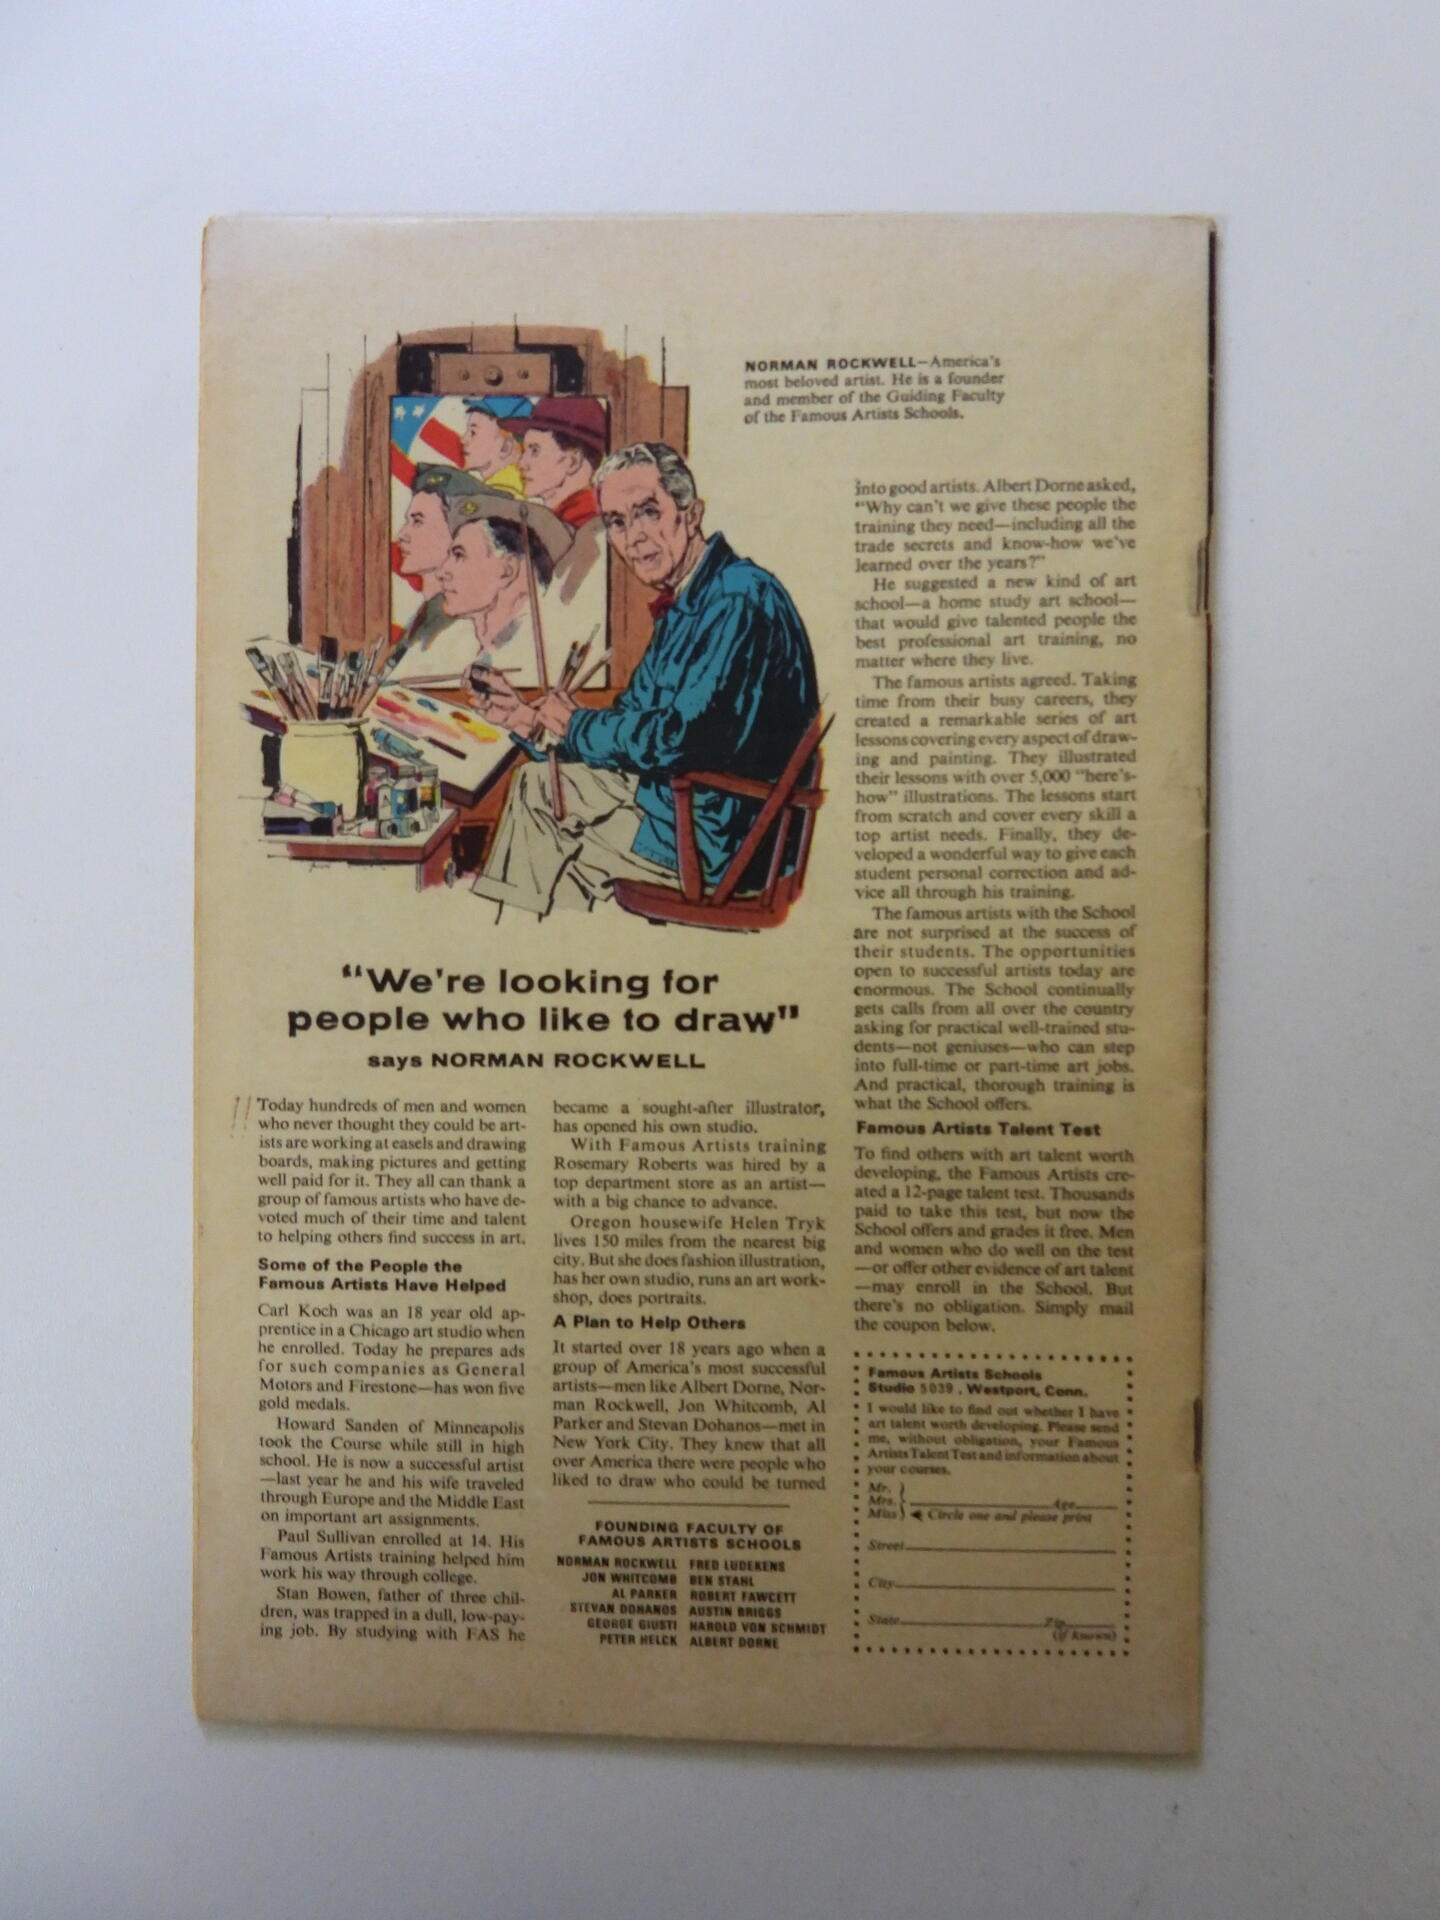 NORMAN ROCKWELL—America's
most beloved artist. He is a founder
and member of the Guiding Faculty
of the Famous Artists Schools.
"We're looking for
people who like to draw"
says NORMAN ROCKWELL
Today hundreds of men and women
who never thought they could be art-
ists are working at easels and drawing
boards, making pictures and getting
well paid for it. They all can thank a
group of famous artists who have de-
voted much of their time and talent
to helping others find success in art.
Some of the People the
Famous Artists Have Helped
Carl Koch was an 18 year old ap-
prentice in a Chicago art studio when
he enrolled. Today he prepares ads
for such companies as General
Motors and Firestone—has won five
gold medals.
Howard Sanden of Minneapolis
took the Course while still in high
school. He is now a successful artist
—last year he and his wife traveled
through Europe and the Middle East
on important art assignments.
Paul Sullivan enrolled at 14. His
Famous Artists training helped him
work his way through college.
Stan Bowen, father of three chil-
dren, was trapped in a dull, low-pay-
ing job. By studying with FAS he
became a sought-after illustrator,
has opened his own studio.
With Famous Artists training
Rosemary Roberts was hired by a
top department store as an artist—
with a big chance to advance.
Oregon housewife Helen Tryk
lives 150 miles from the nearest big
city. But she does fashion illustration,
has her own studio, runs an art work-
shop, does portraits.
A Plan to Help Others
It started over 18 years ago when a
group of America's most successful
artists—men like Albert Dorne, Nor-
man Rockwell, Jon Whitcomb, Al
Parker and Stevan Dohanos—met in
New York City. They knew that all
over America there were people who
liked to draw who could be turned
into good artists. Albert Dorne asked,
"Why can't we give these people the
training they need—including all the
trade secrets and know-how we've
learned over the years?"
He suggested a new kind of art
school—a home study art school—
that would give talented people the
best professional art training, no
matter where they live.
The famous artists agreed. Taking
time from their busy careers, they
created a remarkable series of art
lessons covering every aspect of draw-
ing and painting. They illustrated
their lessons with over 5,000 "here's-
how" illustrations. The lessons start
from scratch and cover every skill a
top artist needs. Finally, they de-
veloped a wonderful way to give each
student personal correction and ad-
vice all through his training.
The famous artists with the School
are not surprised at the success of
their students. The opportunities
open to successful artists today are
enormous. The School continually
gets calls from all over the country
asking for practical well-trained stu-
dents—not geniuses—who can step
into full-time or part-time art jobs.
And practical, thorough training is
what the School offers.
Famous Artists Talent Test
To find others with art talent worth
developing, the Famous Artists cre-
ated a 12-page talent test. Thousands
paid to take this test, but now the
School offers and grades it free. Men
and women who do well on the test
—or offer other evidence of art talent
—may enroll in the School. But
there's no obligation. Simply mail
the coupon below.
FOUNDING FACULTY OF
FAMOUS ARTISTS SCHOOLS
NORMAN ROCKWELL FRED LUDEKENS
JON WHITCOMB BEN STAHL
AL PARKER ROBERT FAWCETT
STEVAN DOHANOS AUSTIN BRIGGS
GEORGE GIUSTI HAROLD VON SCHMIDT
PETER HELCK ALBERT DORNE
Famous Artists Schools
Studio 5039, Westport, Conn.
I would like to find out whether I have
art talent worth developing. Please send
me, without obligation, your Famous
Artists Talent Test and information about
your courses.
Mr.
Mrs. Age
Miss Circle one and please print
Street
City
State Zip
(if known)